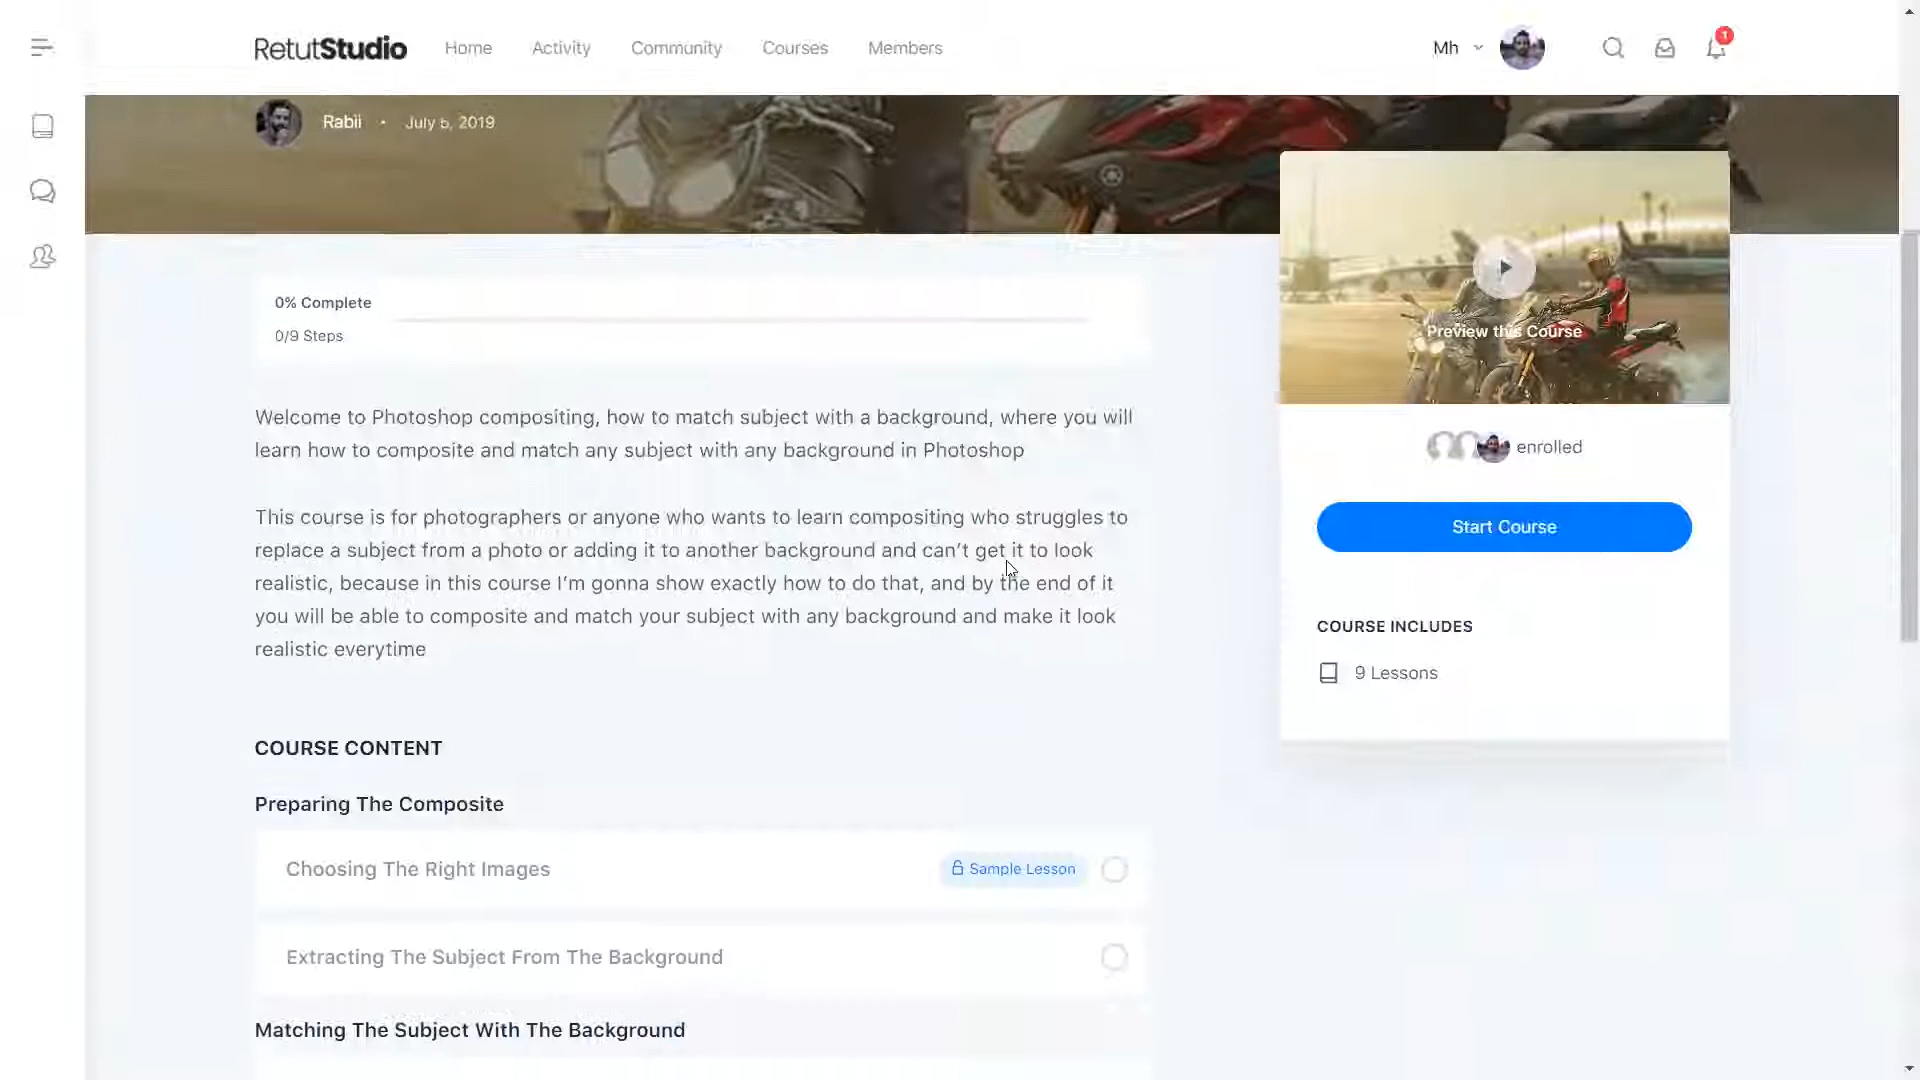 RetutStudio Home Activity Community Courses Members Mh 1
Rabii • July 5, 2019
Preview this Course
0% Complete
0/9 Steps
Welcome to Photoshop compositing, how to match subject with a background, where you will
learn how to composite and match any subject with any background in Photoshop
This course is for photographers or anyone who wants to learn compositing who struggles to
replace a subject from a photo or adding it to another background and can’t get it to look
realistic, because in this course I’m gonna show exactly how to do that, and by the end of it
you will be able to composite and match your subject with any background and make it look
realistic everytime
enrolled
Start Course
COURSE INCLUDES
9 Lessons
COURSE CONTENT
Preparing The Composite
Choosing The Right Images Sample Lesson
Extracting The Subject From The Background
Matching The Subject With The Background